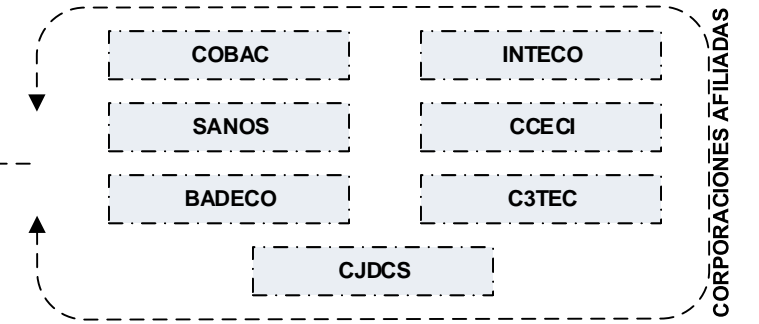 COBAC
INTECO
SANOS
CCECI
BADECO
C3TEC
CJDCS
CORPORACIONES AFILIADAS